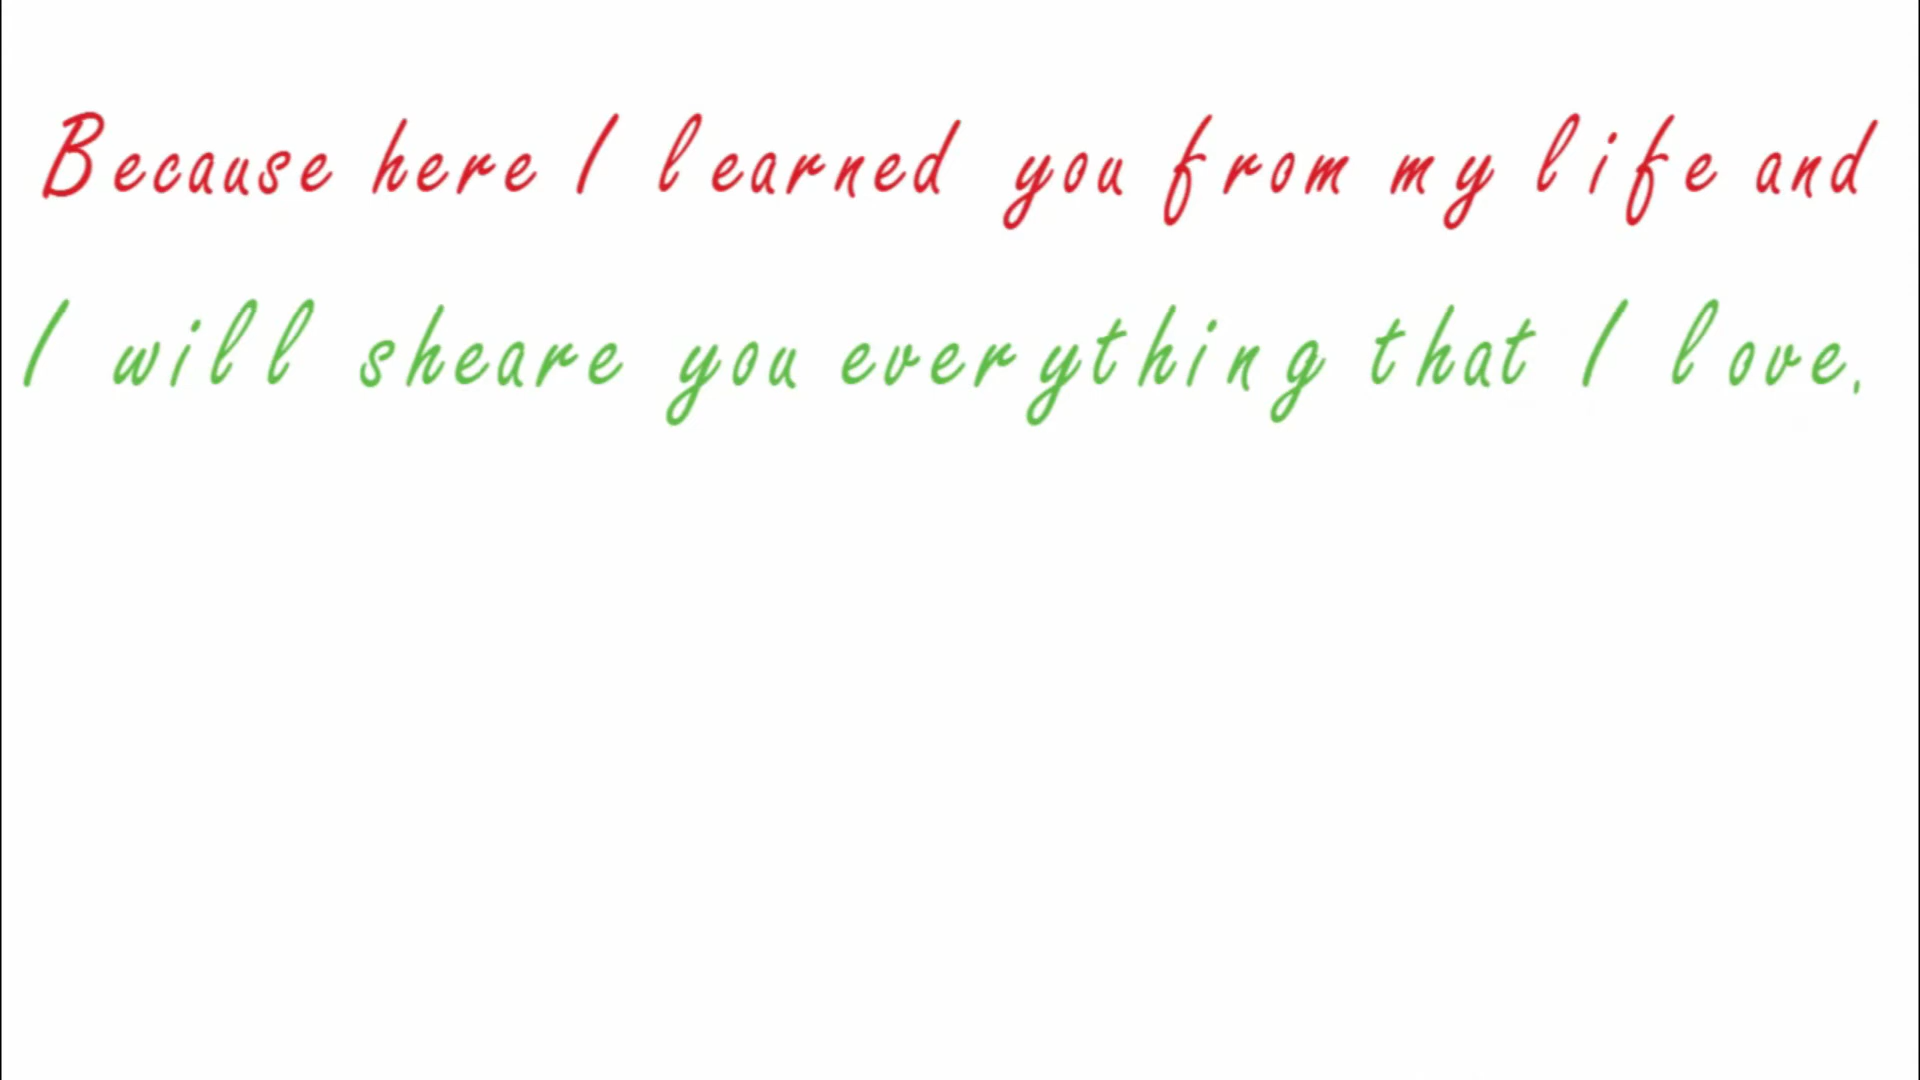 Because here I learned you from my life and
I will sheare you everything that I love.